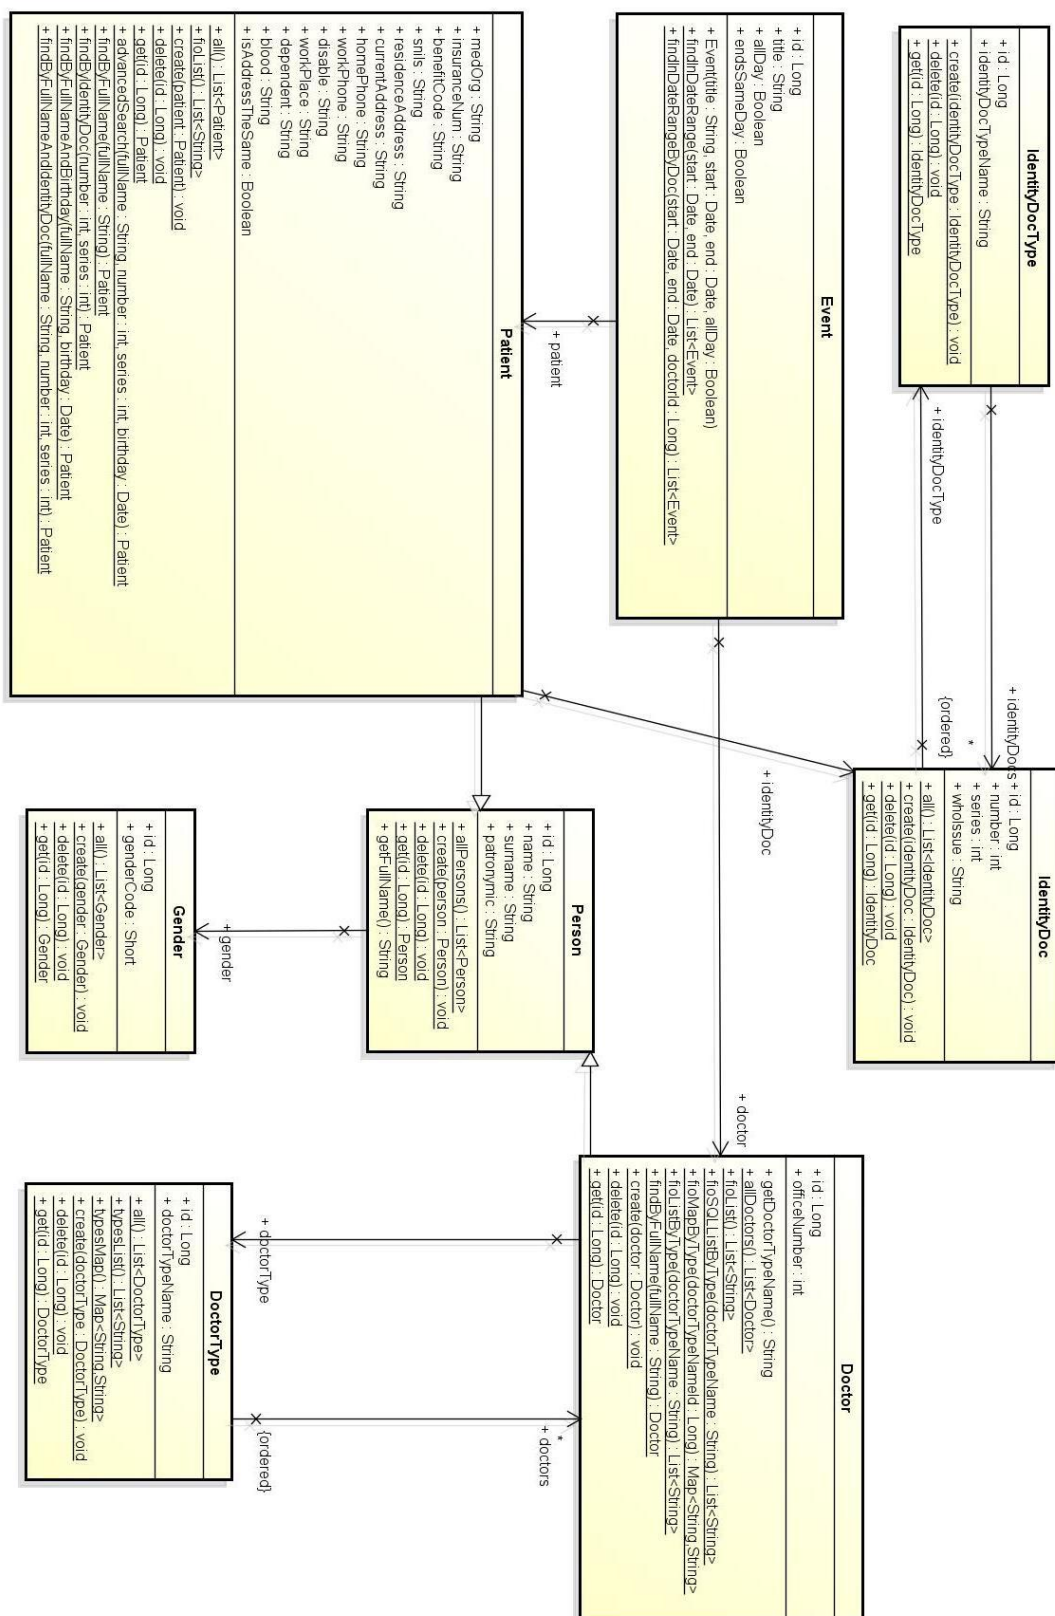 IdentityDocType
+ id : Long
+ identityDocTypeName : String
+ create(identityDocType : IdentityDocType) : void
+ delete(id : Long) : void
+ get(id : Long) : IdentityDocType
+ identityDocs
*
{ordered}
+ identityDocType
IdentityDoc
+ id : Long
+ number : int
+ series : int
+ whoIssue : String
+ all() : List<IdentityDoc>
+ create(identityDoc : IdentityDoc) : void
+ delete(id : Long) : void
+ get(id : Long) : IdentityDoc
Event
+ id : Long
+ title : String
+ allDay : Boolean
+ endsSameDay : Boolean
+ Event(title : String, start : Date, end : Date, allDay : Boolean)
+ findInDateRange(start : Date, end : Date) : List<Event>
+ findInDateRangeByDoc(start : Date, end : Date, doctorId : Long) : List<Event>
+ identityDoc
+ doctor
Doctor
+ id : Long
+ officeNumber : int
+ getDoctorTypeName() : String
+ allDoctors() : List<Doctor>
+ fioList() : List<String>
+ fioSQLListByType(doctorTypeName : String) : List<String>
+ fioMapByType(doctorTypeNameId : Long) : Map<String,String>
+ fioListByType(doctorTypeName : String) : List<String>
+ findByFullName(fullName : String) : Doctor
+ create(doctor : Doctor) : void
+ delete(id : Long) : void
+ get(id : Long) : Doctor
+ patient
Patient
+ medOrg : String
+ insuranceNum : String
+ benefitCode : String
+ snils : String
+ residenceAddress : String
+ currentAddress : String
+ homePhone : String
+ workPhone : String
+ disable : String
+ workPlace : String
+ dependent : String
+ blood : String
+ isAddressTheSame : Boolean
+ all() : List<Patient>
+ fioList() : List<String>
+ create(patient : Patient) : void
+ delete(id : Long) : void
+ get(id : Long) : Patient
+ advancedSearch(fullName : String, number : int, series : int, birthday : Date) : Patient
+ findByFullName(fullName : String) : Patient
+ findByIdentityDoc(number : int, series : int) : Patient
+ findByFullNameAndBirthday(fullName : String, birthday : Date) : Patient
+ findByFullNameAndIdentityDoc(fullName : String, number : int, series : int) : Patient
Person
+ id : Long
+ name : String
+ surname : String
+ patronymic : String
+ allPersons() : List<Person>
+ create(person : Person) : void
+ delete(id : Long) : void
+ get(id : Long) : Person
+ getFullName() : String
+ gender
Gender
+ id : Long
+ genderCode : Short
+ all() : List<Gender>
+ create(gender : Gender) : void
+ delete(id : Long) : void
+ get(id : Long) : Gender
*
+ doctors
+ doctorType
{ordered}
DoctorType
+ id : Long
+ doctorTypeName : String
+ all() : List<DoctorType>
+ typesList() : List<String>
+ typesMap() : Map<String,String>
+ create(doctorType : DoctorType) : void
+ delete(id : Long) : void
+ get(id : Long) : DoctorType